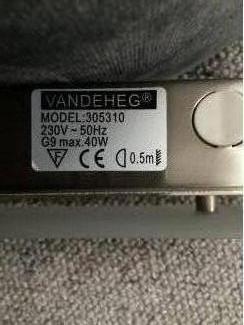 VANDEHEG®
MODEL:305310
230V ~ 50Hz
G9 max.40W
F CE 0.5m